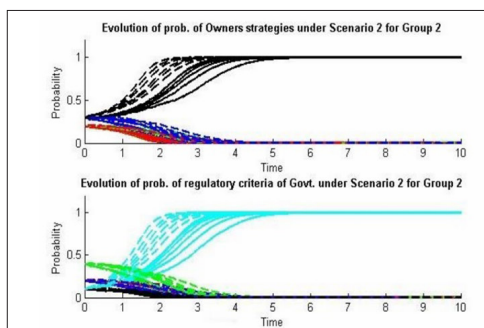 Evolution of prob. of Owners strategies under Scenario 2 for Group 2
1
0.5
0
Probability
0 1 2 3 4 5 6 7 8 9 10
Time
Evolution of prob. of regulatory criteria of Govt. under Scenario 2 for Group 2
1
0.5
0
Probability
0 1 2 3 4 5 6 7 8 9 10
Time